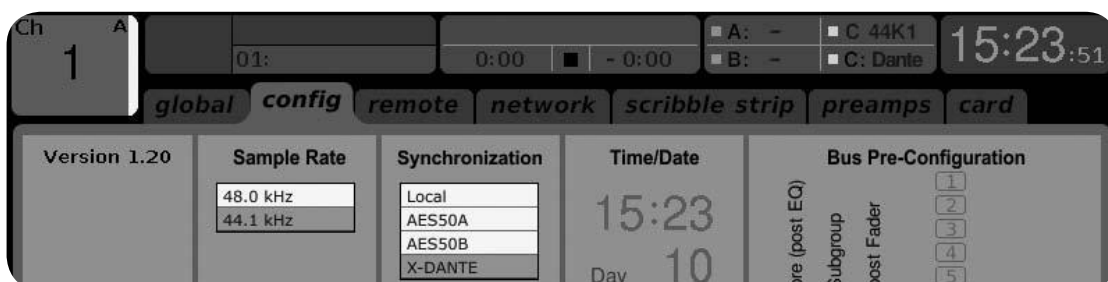 Ch A
1
01:
0:00 - 0:00
A: - C 44K1
B: - C: Dante
15:23:51
global config remote network scribble strip preamps card
Version 1.20
Sample Rate
48.0 kHz
44.1 kHz
Synchronization
Local
AES50A
AES50B
X-DANTE
Time/Date
15:23
Day 10
Bus Pre-Configuration
(post EQ)
Subgroup
Fader
1
2
3
4
5